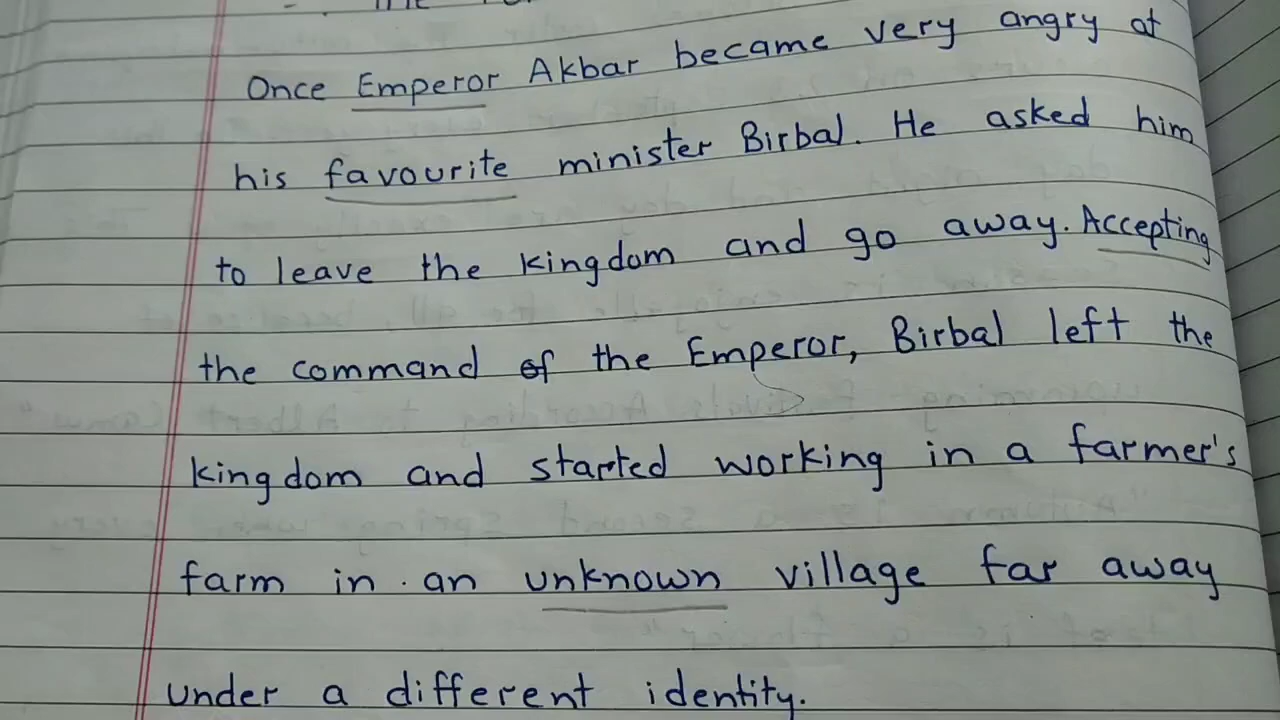 Once Emperor Akbar became very angry at
his favourite minister Birbal. He asked him
to leave the kingdom and go away. Accepting
the command of the Emperor, Birbal left the
kingdom and started working in a farmer's
farm in an unknown village far away
under a different identity.